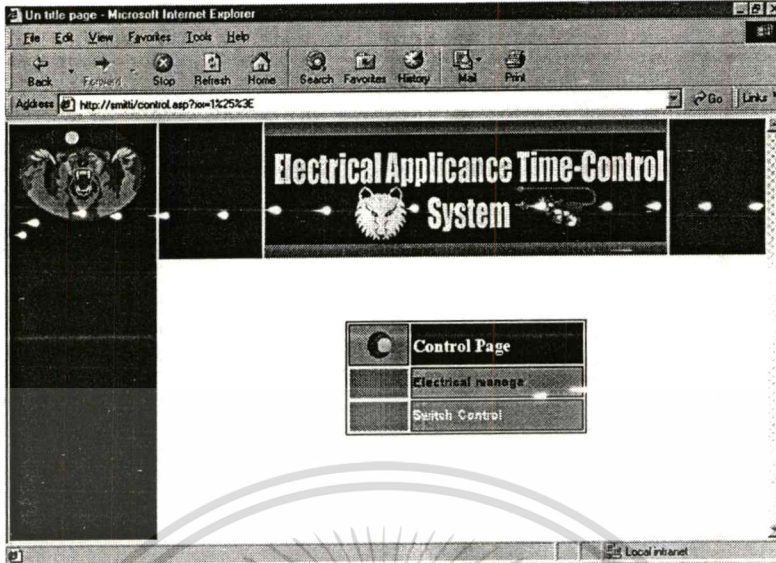 Un title page - Microsoft Internet Explorer
File Edit View Favorites Tools Help
Back Forward Stop Refresh Home Search Favorites History Mail Print
Address http://smitti/control.asp?xx=1%25%3E Go Links
Electrical Applicance Time-Control
System
Control Page
Electrical manage
Switch Control
Local intranet